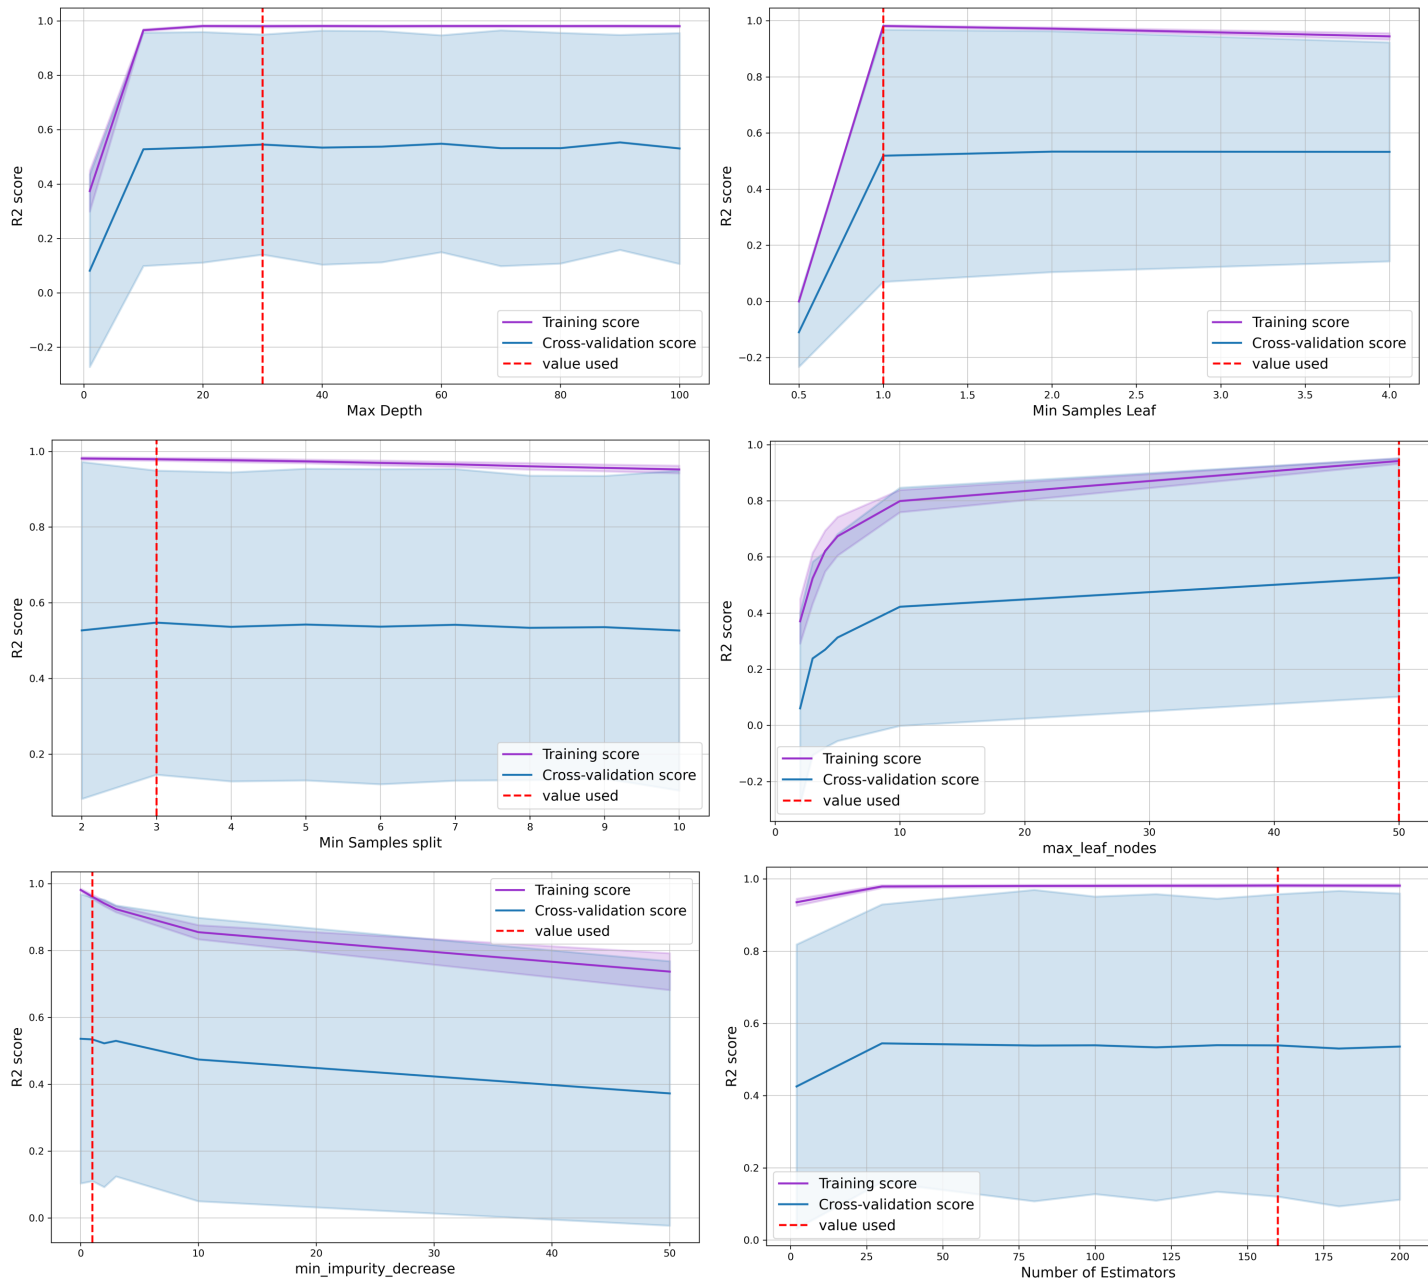 1.0
0.8
0.6
0.4
0.2
0.0
−0.2
R2 score
0 20 40 60 80 100
Max Depth
Training score
Cross-validation score
value used
1.0
0.8
0.6
0.4
0.2
0.0
−0.2
R2 score
0.5 1.0 1.5 2.0 2.5 3.0 3.5 4.0
Min Samples Leaf
Training score
Cross-validation score
value used
1.0
0.8
0.6
0.4
0.2
R2 score
2 3 4 5 6 7 8 9 10
Min Samples split
Training score
Cross-validation score
value used
1.0
0.8
0.6
0.4
0.2
0.0
−0.2
R2 score
0 10 20 30 40 50
max_leaf_nodes
Training score
Cross-validation score
value used
1.0
0.8
0.6
0.4
0.2
0.0
R2 score
0 10 20 30 40 50
min_impurity_decrease
Training score
Cross-validation score
value used
1.0
0.8
0.6
0.4
0.2
0.0
R2 score
0 25 50 75 100 125 150 175 200
Number of Estimators
Training score
Cross-validation score
value used